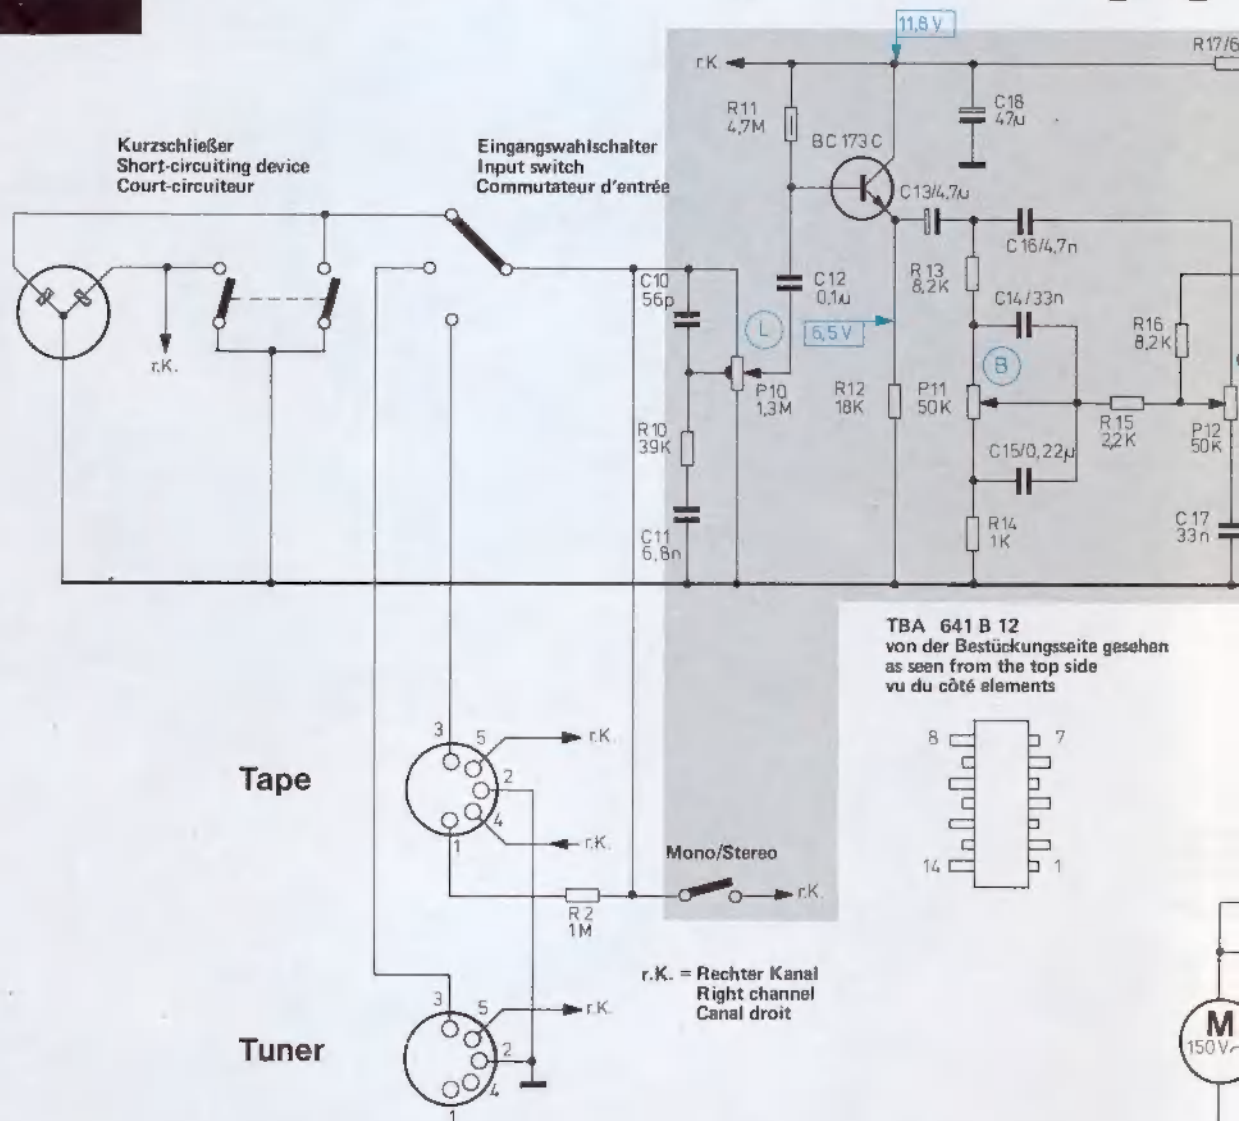 11,8 V
r.K.
R17/6
R11
4,7M
C18
47µ
BC 173 C
Kurzschließer
Short-circuiting device
Court-circuiteur
Eingangswahlschalter
Input switch
Commutateur d'entrée
C13/4,7µ
C16/4,7n
C10
56p
C12
0,1µ
R13
8,2K
C14/33n
L
6,5 V
R16
8,2K
B
r.K.
P10
1,3M
R12
18K
P11
50K
R15
2,2K
P12
50K
R10
39K
C15/0,22µ
C11
6,8n
R14
1K
C17
33n
TBA 641 B 12
von der Bestückungsseite gesehen
as seen from the top side
vu du côté elements
8
7
14
1
Tape
3
5
r.K.
2
4
r.K.
1
Mono/Stereo
r.K.
R2
1M
r.K. = Rechter Kanal
Right channel
Canal droit
3
5
r.K.
Tuner
2
4
1
M
150V~